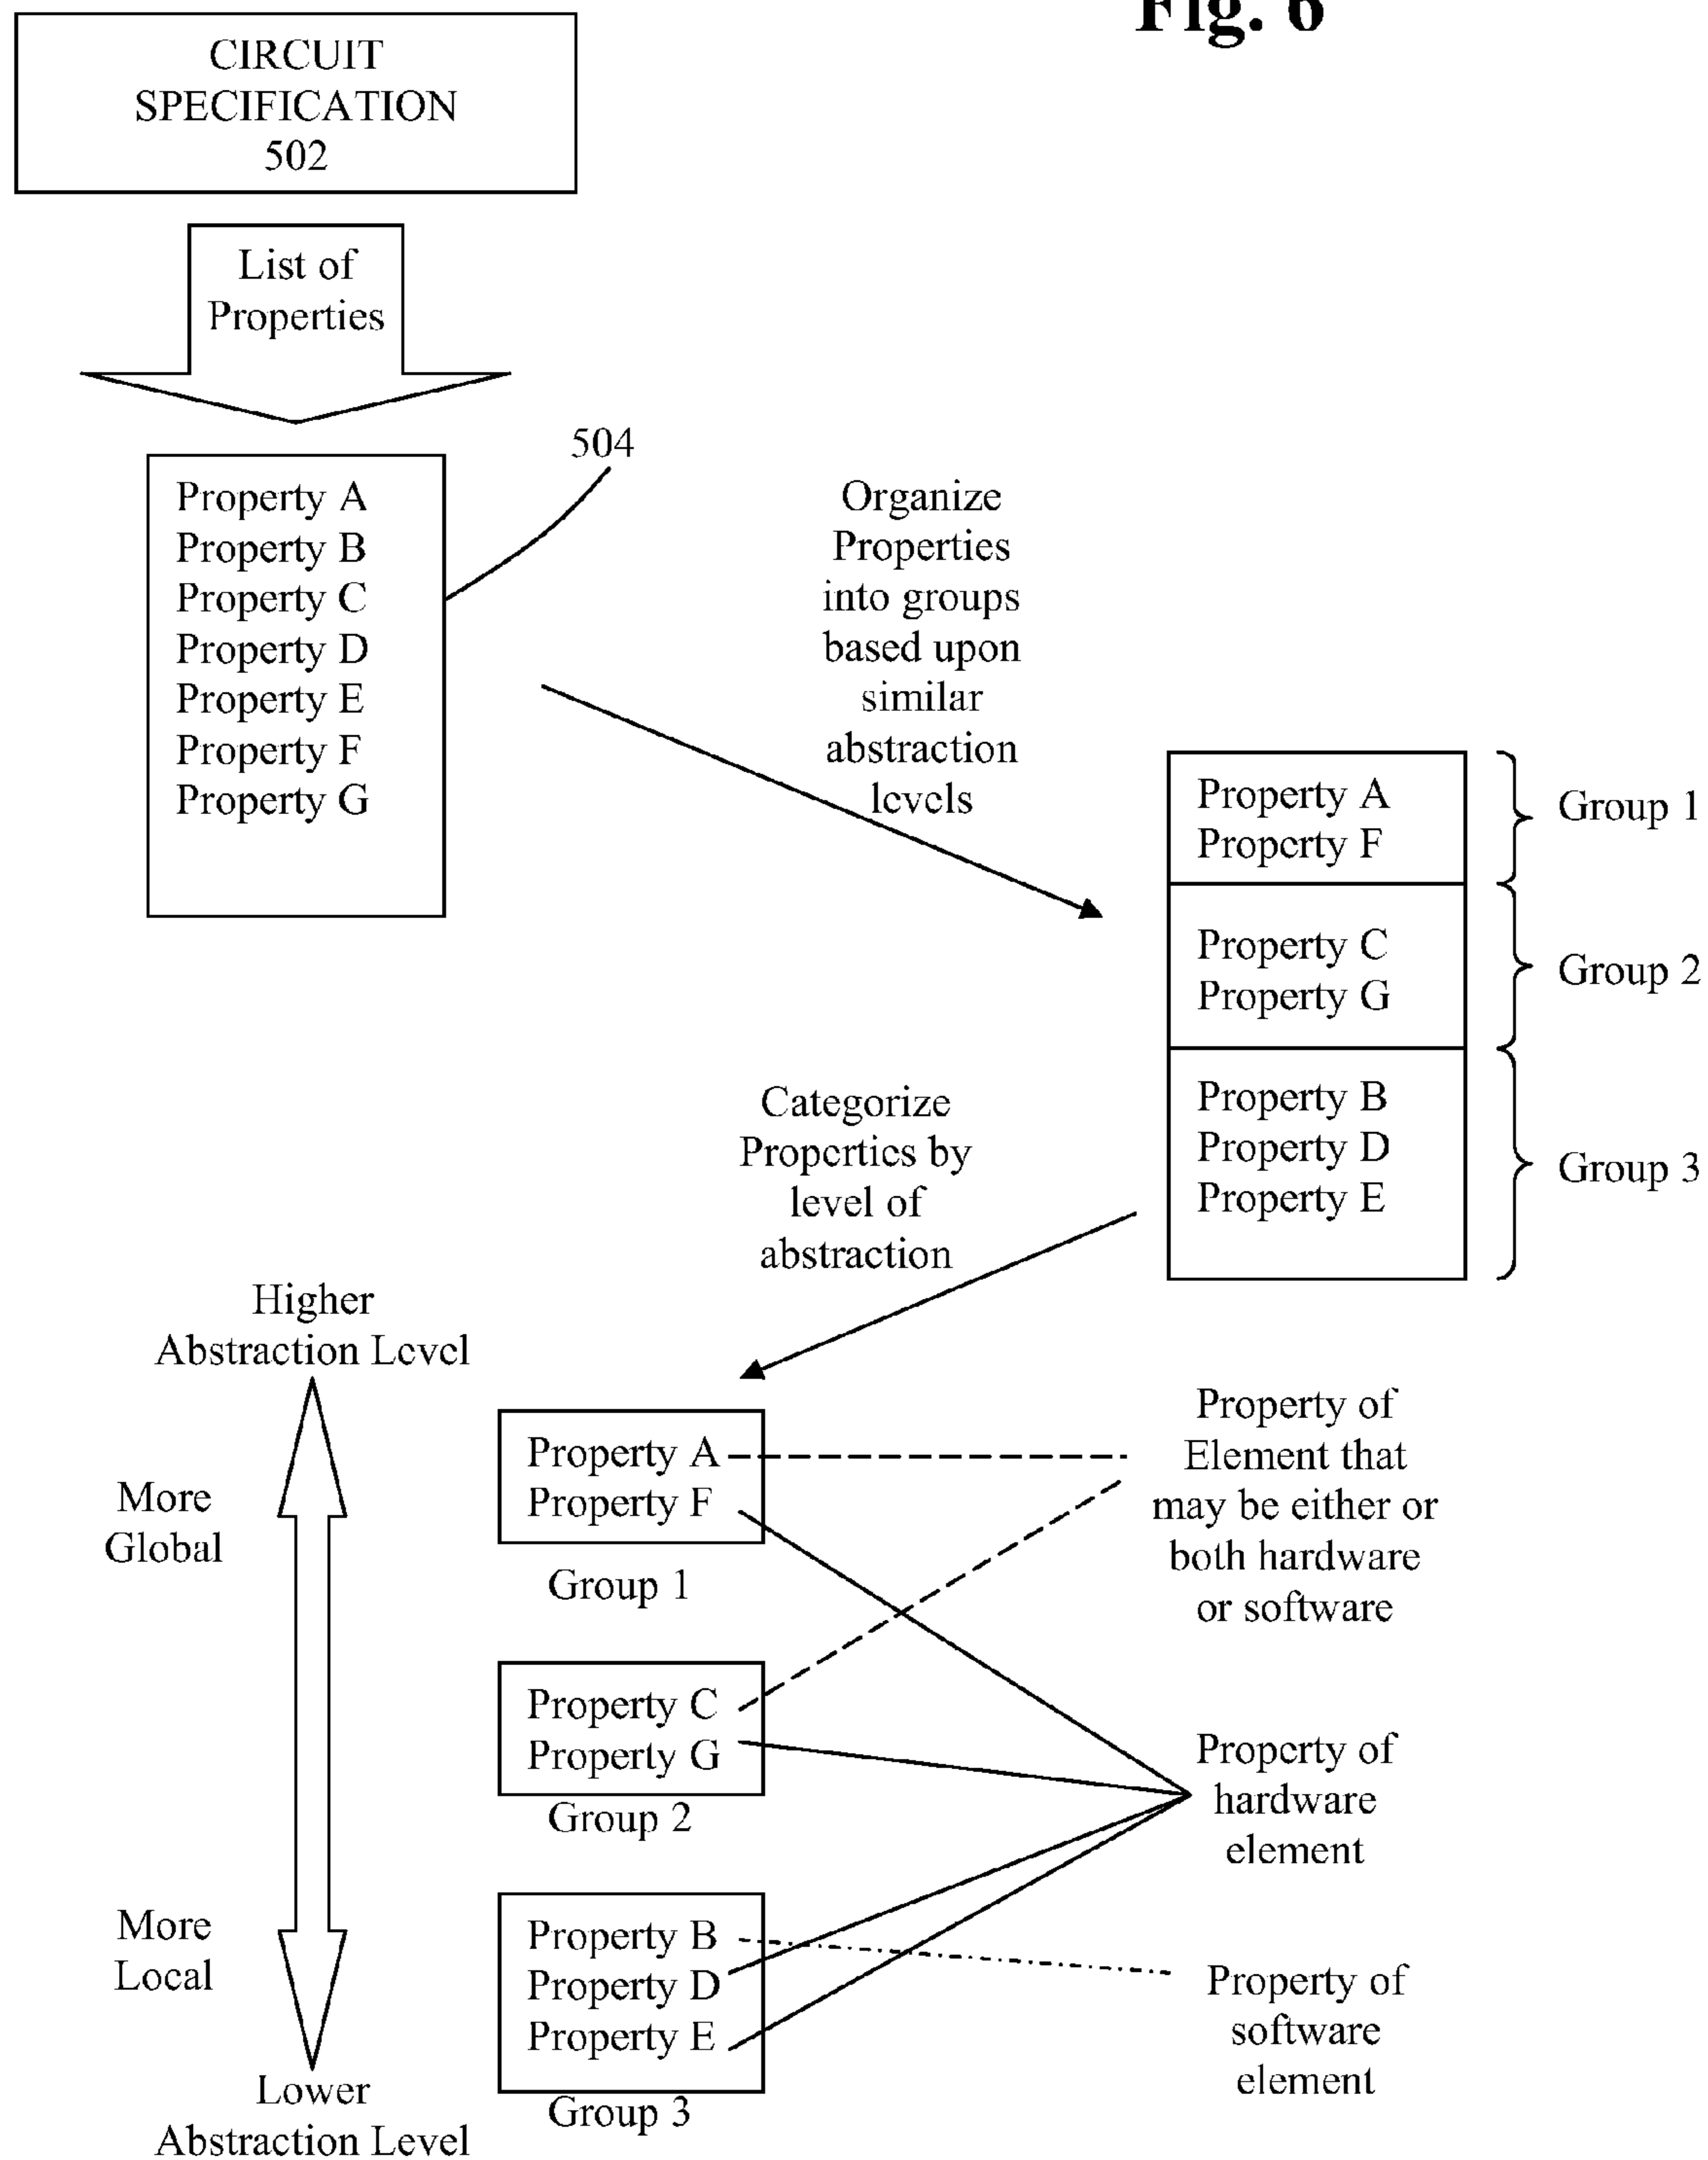 Fig. 6
CIRCUIT
SPECIFICATION
502
List of
Properties
504
Property A
Property B
Property C
Property D
Property E
Property F
Property G
Organize
Properties
into groups
based upon
similar
abstraction
levels
Property A
Property F
Group 1
Property C
Property G
Group 2
Property B
Property D
Property E
Group 3
Categorize
Properties by
level of
abstraction
Higher
Abstraction Level
More
Global
More
Local
Lower
Abstraction Level
Property A
Property F
Group 1
Property C
Property G
Group 2
Property B
Property D
Property E
Group 3
Property of
Element that
may be either or
both hardware
or software
Property of
hardware
element
Property of
software
element